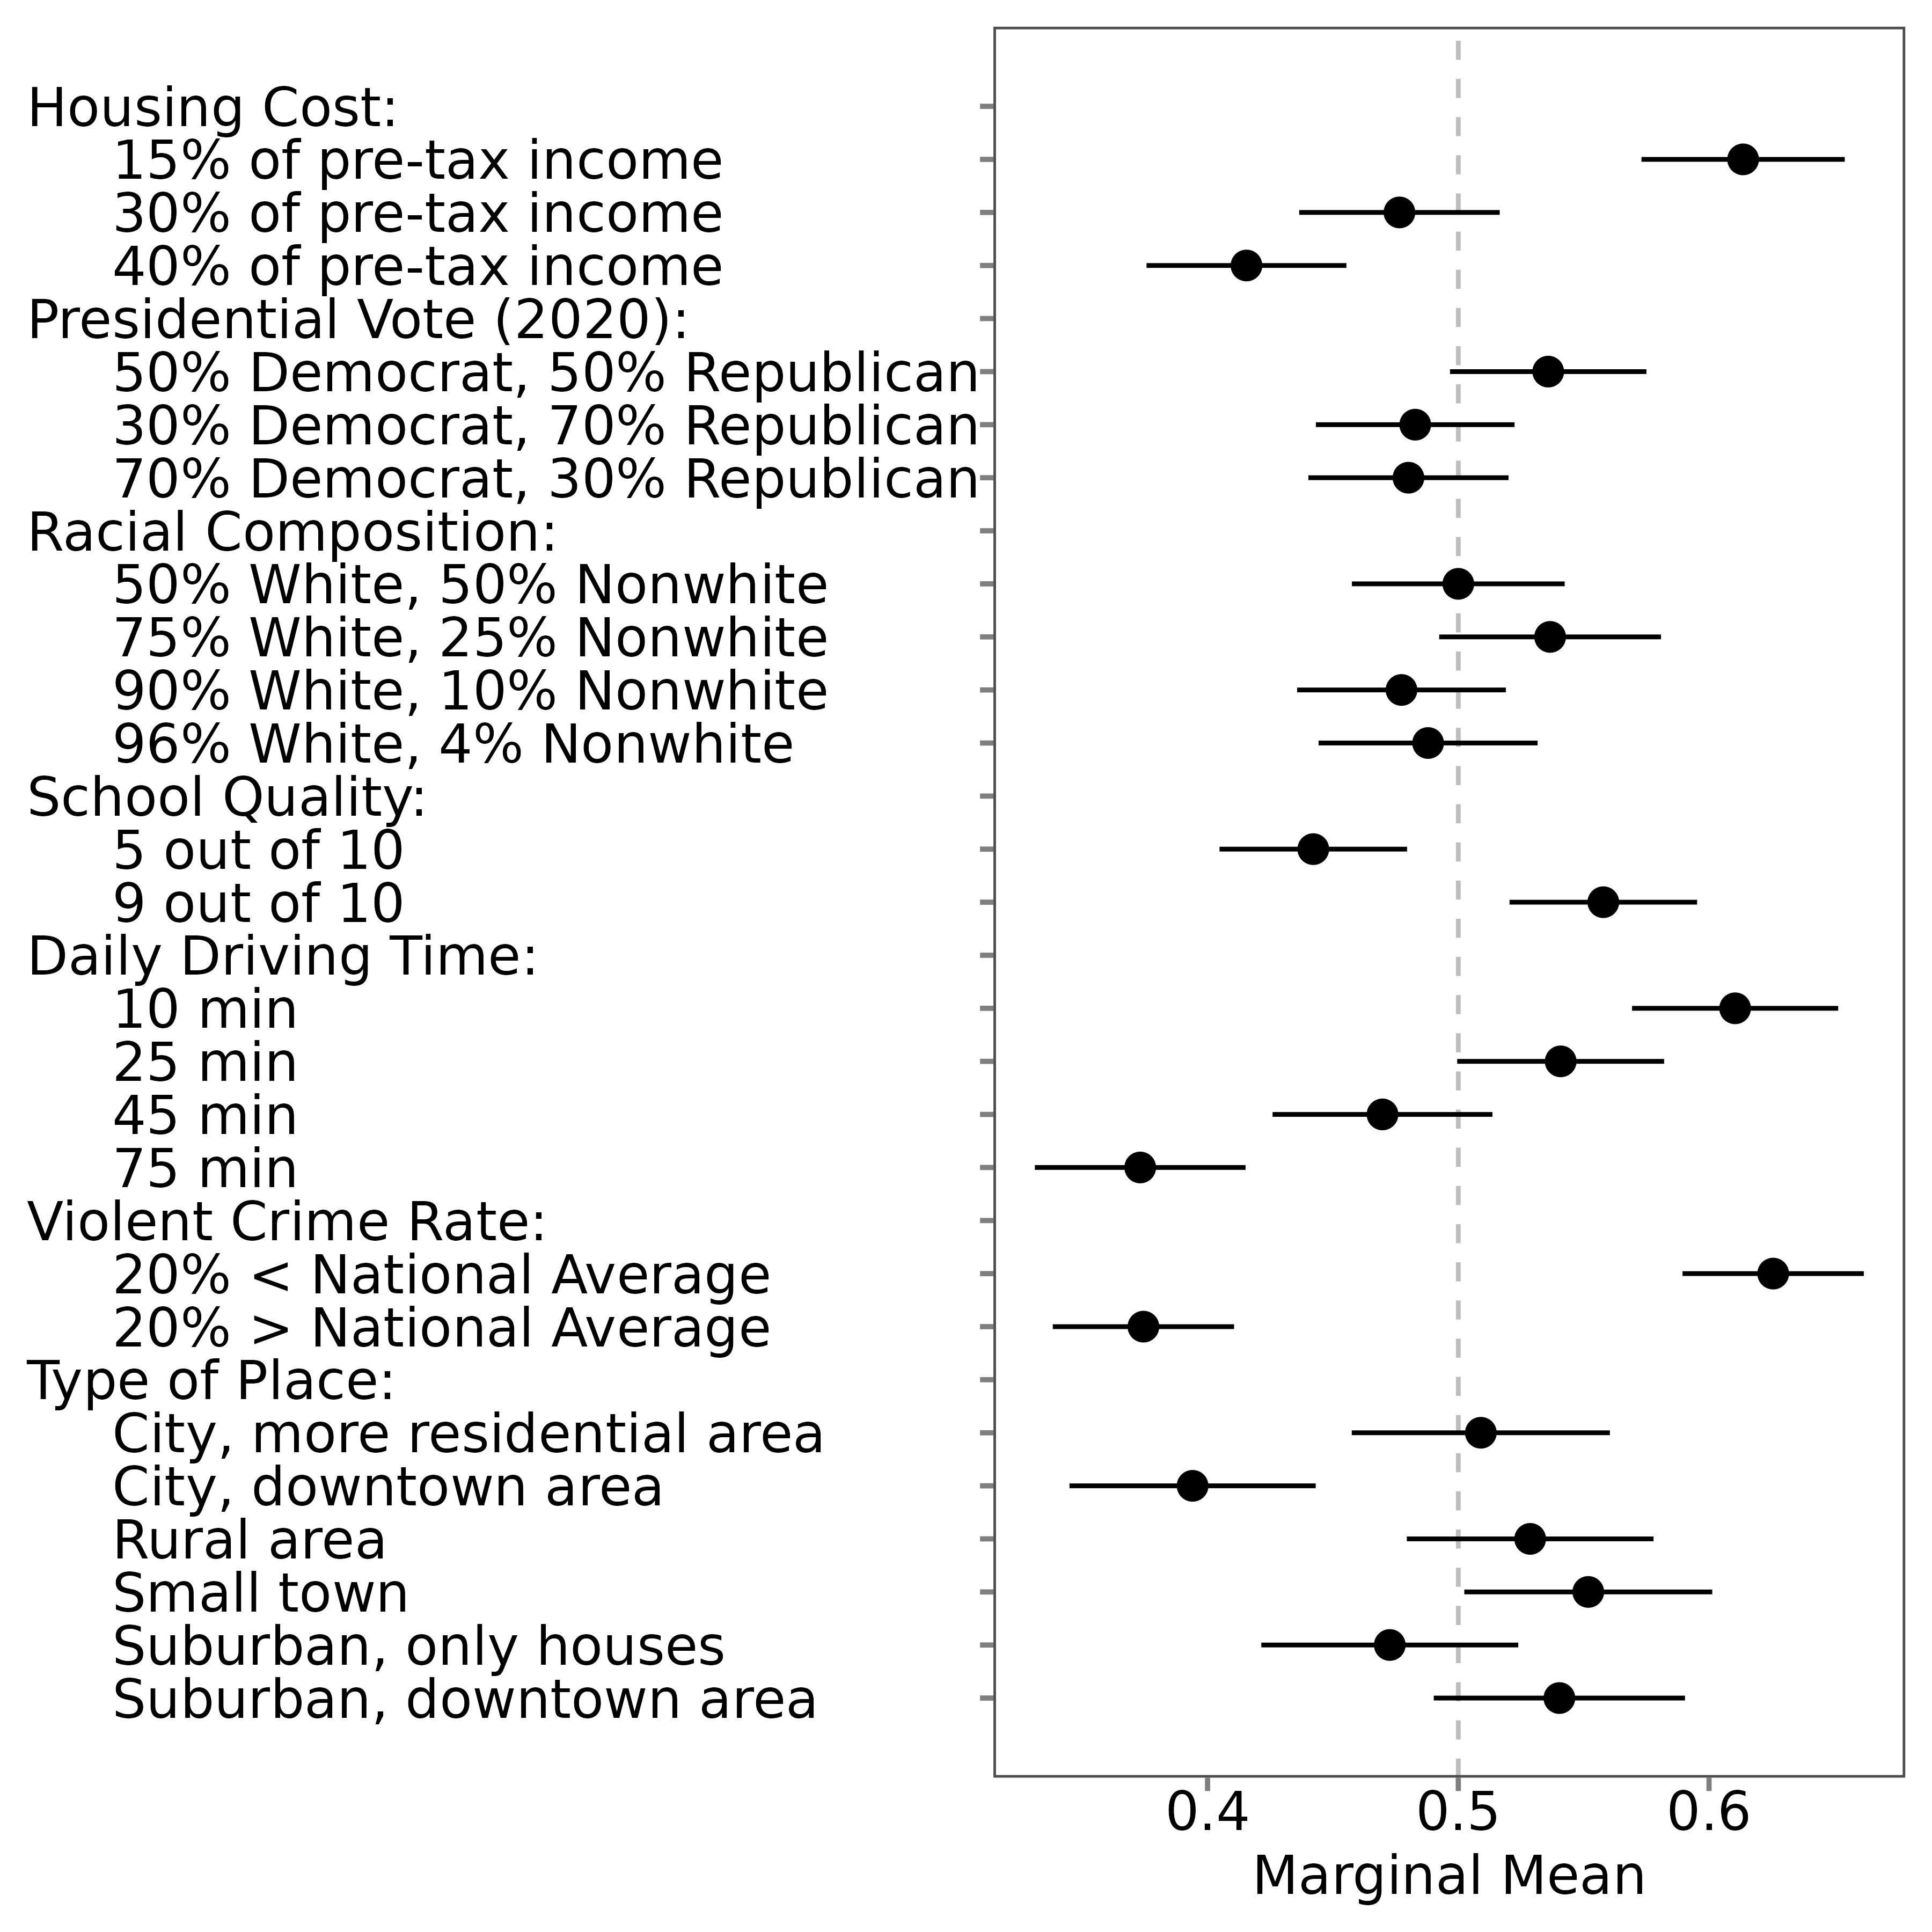 Housing Cost:
15% of pre-tax income
30% of pre-tax income
40% of pre-tax income
Presidential Vote (2020):
50% Democrat, 50% Republican
30% Democrat, 70% Republican
70% Democrat, 30% Republican
Racial Composition:
50% White, 50% Nonwhite
75% White, 25% Nonwhite
90% White, 10% Nonwhite
96% White, 4% Nonwhite
School Quality:
5 out of 10
9 out of 10
Daily Driving Time:
10 min
25 min
45 min
75 min
Violent Crime Rate:
20% < National Average
20% > National Average
Type of Place:
City, more residential area
City, downtown area
Rural area
Small town
Suburban, only houses
Suburban, downtown area
0.4 0.5 0.6
Marginal Mean